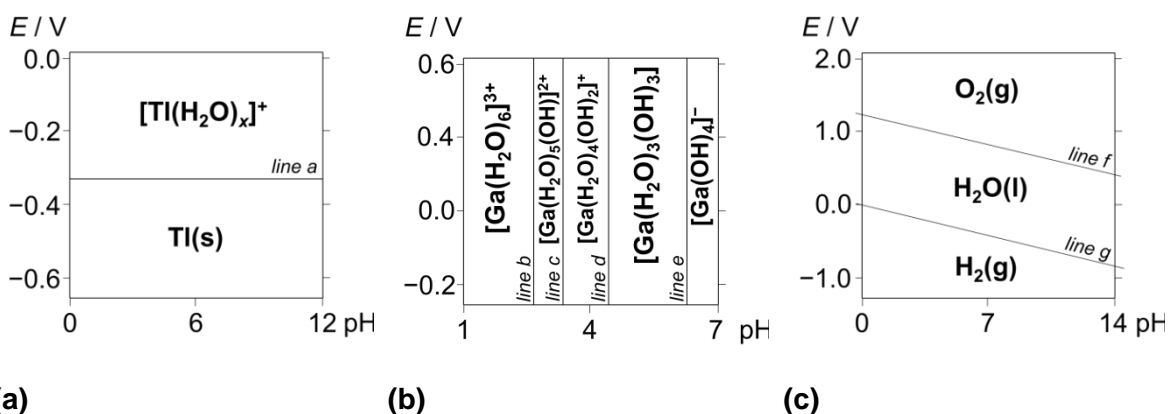 E / V
0.0
−0.2
−0.4
−0.6
[Tl(H₂O)ₓ]⁺
line a
Tl(s)
0
6
12 pH
(a)
E / V
0.6
0.4
0.0
−0.2
[Ga(H₂O)₆]³⁺
line b
[Ga(H₂O)₅(OH)]²⁺
line c
[Ga(H₂O)₄(OH)₂]⁺
line d
[Ga(H₂O)₃(OH)₃]
line e
[Ga(OH)₄]⁻
1
4
7
pH
(b)
E / V
2.0
1.0
0.0
−1.0
O₂(g)
line f
H₂O(l)
line g
H₂(g)
0
7
14 pH
(c)